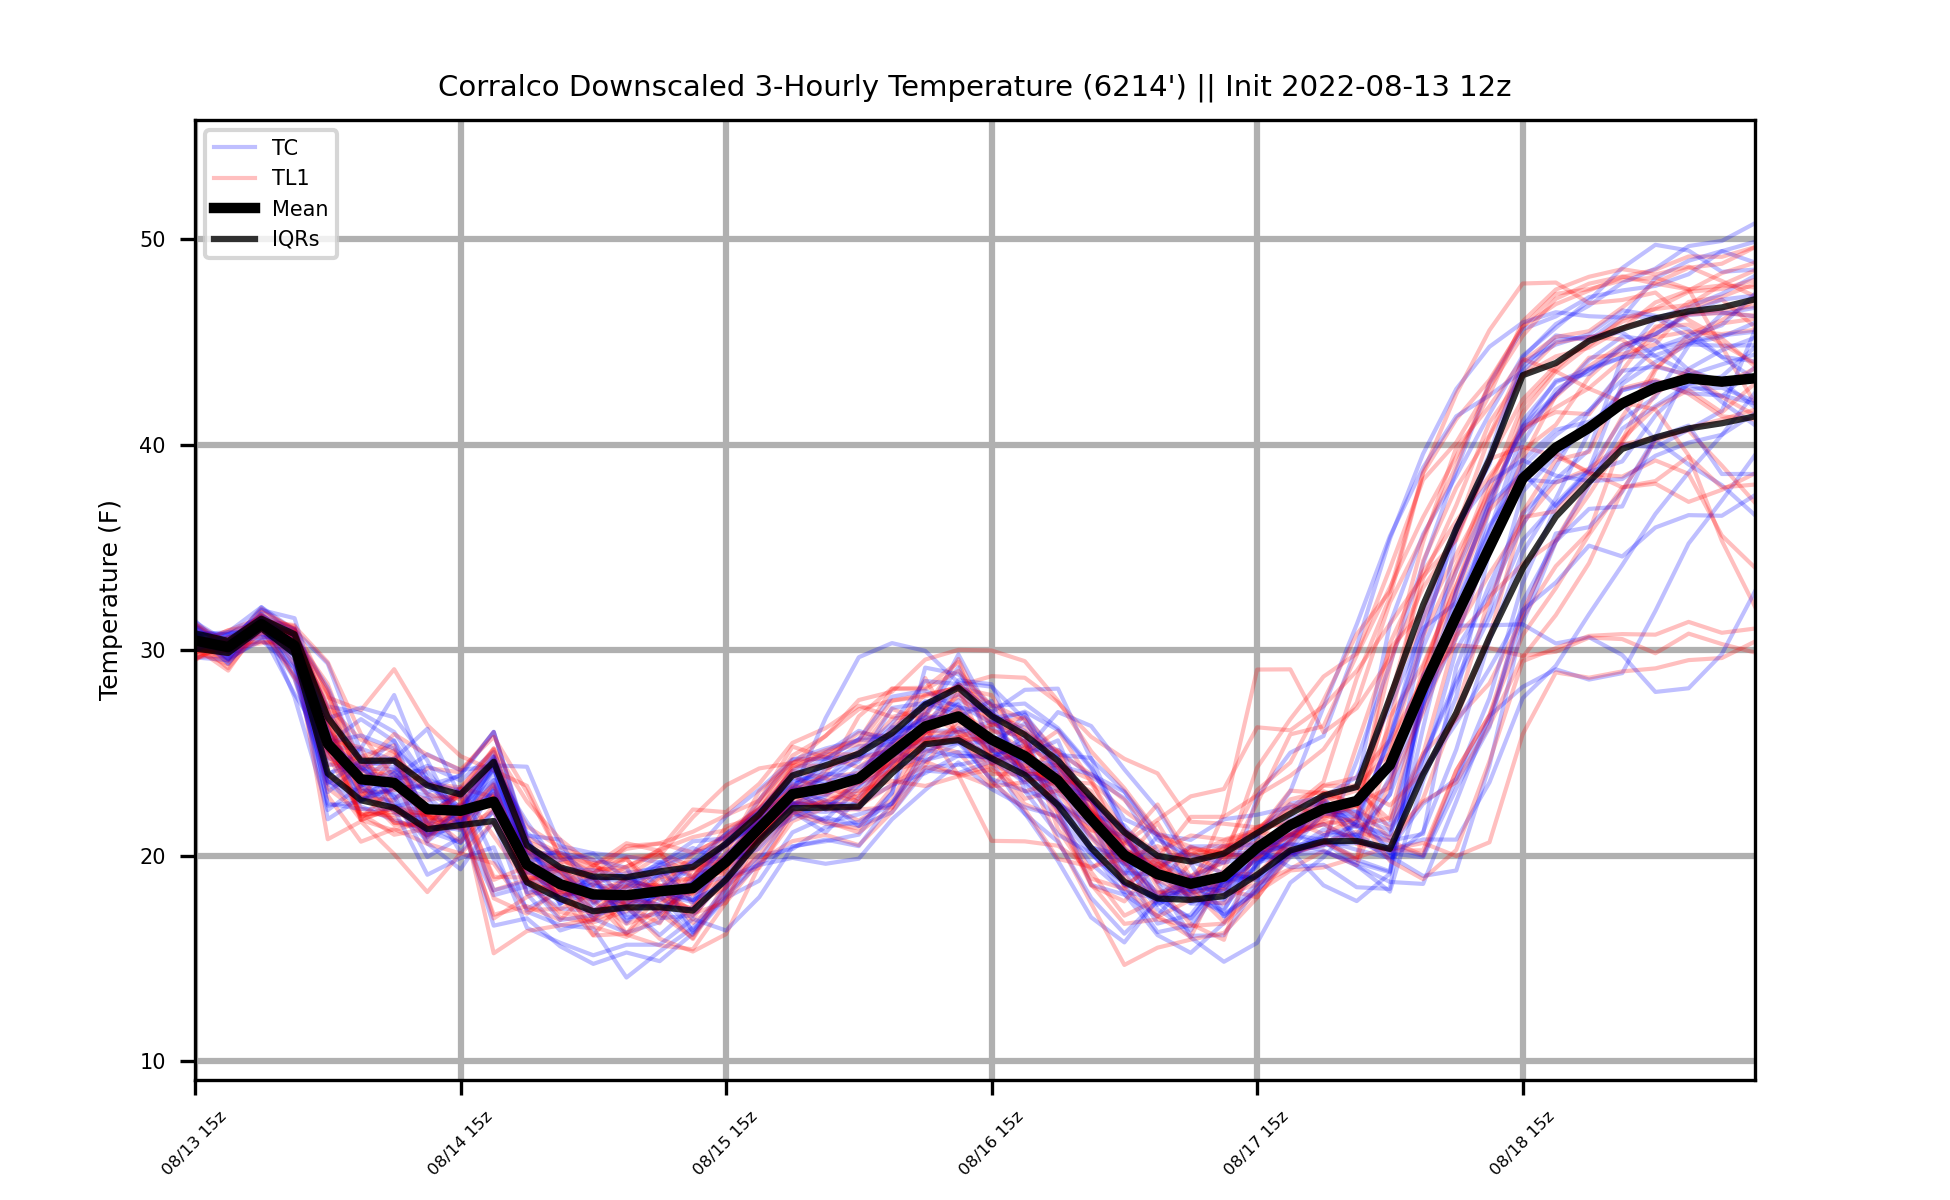 Corralco Downscaled 3-Hourly Temperature (6214') || Init 2022-08-13 12z
TC
TL1
Mean
IQRs
Temperature (F)
50
40
30
20
10
08/13 15z
08/14 15z
08/15 15z
08/16 15z
08/17 15z
08/18 15z